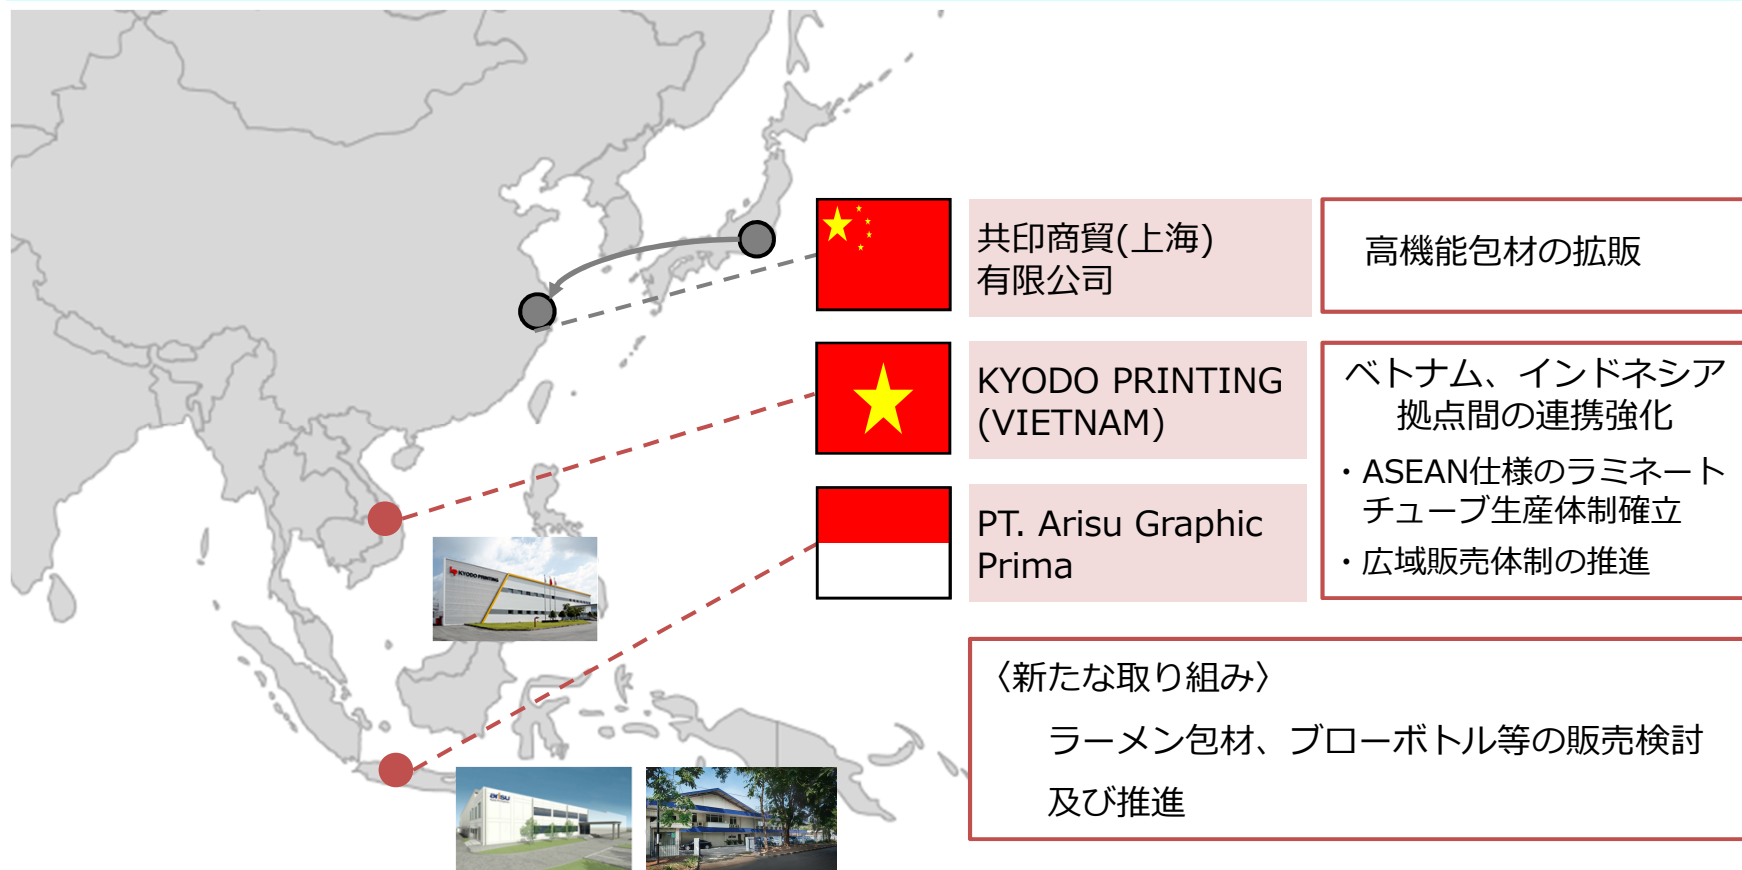 共印商貿(上海)
有限公司
高機能包材の拡販
KYODO PRINTING
(VIETNAM)
ベトナム、インドネシア
拠点間の連携強化
・ASEAN仕様のラミネート
チューブ生産体制確立
・広域販売体制の推進
PT. Arisu Graphic
Prima
KYODO PRINTING
〈新たな取り組み〉
ラーメン包材、ブローボトル等の販売検討
及び推進